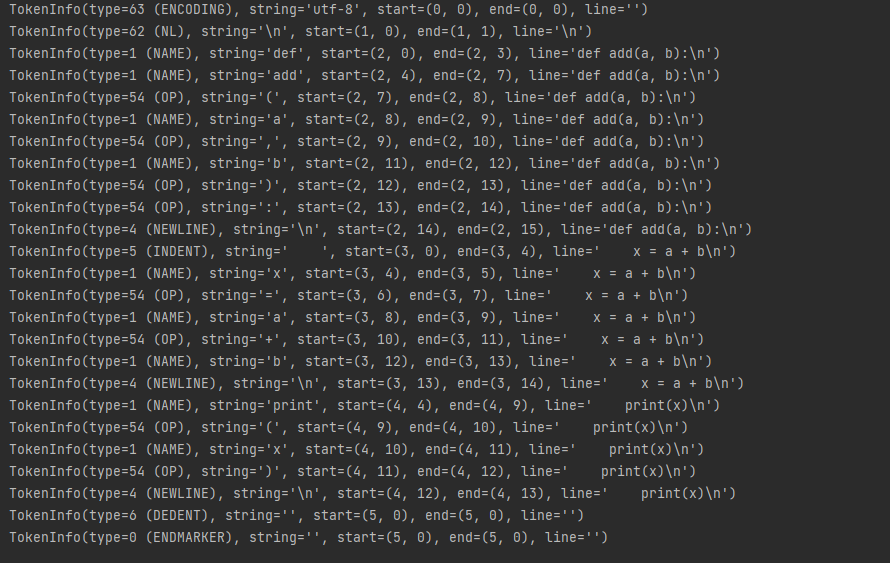 TokenInfo(type=63 (ENCODING), string='utf-8', start=(0, 0), end=(0, 0), line='')
TokenInfo(type=62 (NL), string='\n', start=(1, 0), end=(1, 1), line='\n')
TokenInfo(type=1 (NAME), string='def', start=(2, 0), end=(2, 3), line='def add(a, b):\n')
TokenInfo(type=1 (NAME), string='add', start=(2, 4), end=(2, 7), line='def add(a, b):\n')
TokenInfo(type=54 (OP), string='(', start=(2, 7), end=(2, 8), line='def add(a, b):\n')
TokenInfo(type=1 (NAME), string='a', start=(2, 8), end=(2, 9), line='def add(a, b):\n')
TokenInfo(type=54 (OP), string=',', start=(2, 9), end=(2, 10), line='def add(a, b):\n')
TokenInfo(type=1 (NAME), string='b', start=(2, 11), end=(2, 12), line='def add(a, b):\n')
TokenInfo(type=54 (OP), string=')', start=(2, 12), end=(2, 13), line='def add(a, b):\n')
TokenInfo(type=54 (OP), string=':', start=(2, 13), end=(2, 14), line='def add(a, b):\n')
TokenInfo(type=4 (NEWLINE), string='\n', start=(2, 14), end=(2, 15), line='def add(a, b):\n')
TokenInfo(type=5 (INDENT), string='    ', start=(3, 0), end=(3, 4), line='    x = a + b\n')
TokenInfo(type=1 (NAME), string='x', start=(3, 4), end=(3, 5), line='    x = a + b\n')
TokenInfo(type=54 (OP), string='=', start=(3, 6), end=(3, 7), line='    x = a + b\n')
TokenInfo(type=1 (NAME), string='a', start=(3, 8), end=(3, 9), line='    x = a + b\n')
TokenInfo(type=54 (OP), string='+', start=(3, 10), end=(3, 11), line='    x = a + b\n')
TokenInfo(type=1 (NAME), string='b', start=(3, 12), end=(3, 13), line='    x = a + b\n')
TokenInfo(type=4 (NEWLINE), string='\n', start=(3, 13), end=(3, 14), line='    x = a + b\n')
TokenInfo(type=1 (NAME), string='print', start=(4, 4), end=(4, 9), line='    print(x)\n')
TokenInfo(type=54 (OP), string='(', start=(4, 9), end=(4, 10), line='    print(x)\n')
TokenInfo(type=1 (NAME), string='x', start=(4, 10), end=(4, 11), line='    print(x)\n')
TokenInfo(type=54 (OP), string=')', start=(4, 11), end=(4, 12), line='    print(x)\n')
TokenInfo(type=4 (NEWLINE), string='\n', start=(4, 12), end=(4, 13), line='    print(x)\n')
TokenInfo(type=6 (DEDENT), string='', start=(5, 0), end=(5, 0), line='')
TokenInfo(type=0 (ENDMARKER), string='', start=(5, 0), end=(5, 0), line='')